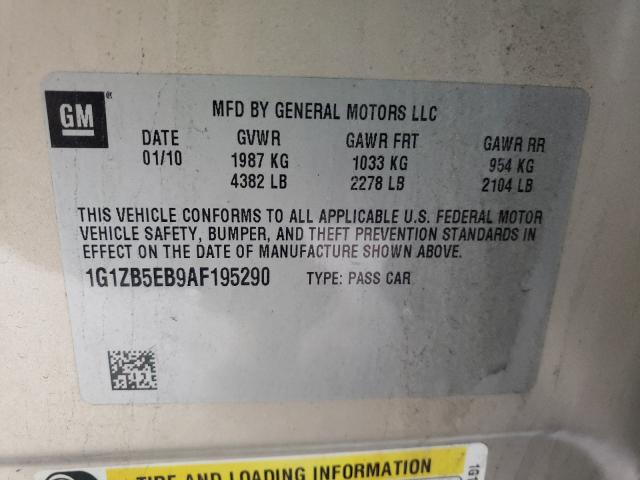 GM ®
MFD BY GENERAL MOTORS LLC
DATE GVWR GAWR FRT GAWR RR
01/10 1987 KG 1033 KG 954 KG
4382 LB 2278 LB 2104 LB
THIS VEHICLE CONFORMS TO ALL APPLICABLE U.S. FEDERAL MOTOR
VEHICLE SAFETY, BUMPER, AND THEFT PREVENTION STANDARDS IN
EFFECT ON THE DATE OF MANUFACTURE SHOWN ABOVE.
1G1ZB5EB9AF195290 TYPE: PASS CAR
TIRE AND LOADING INFORMATION